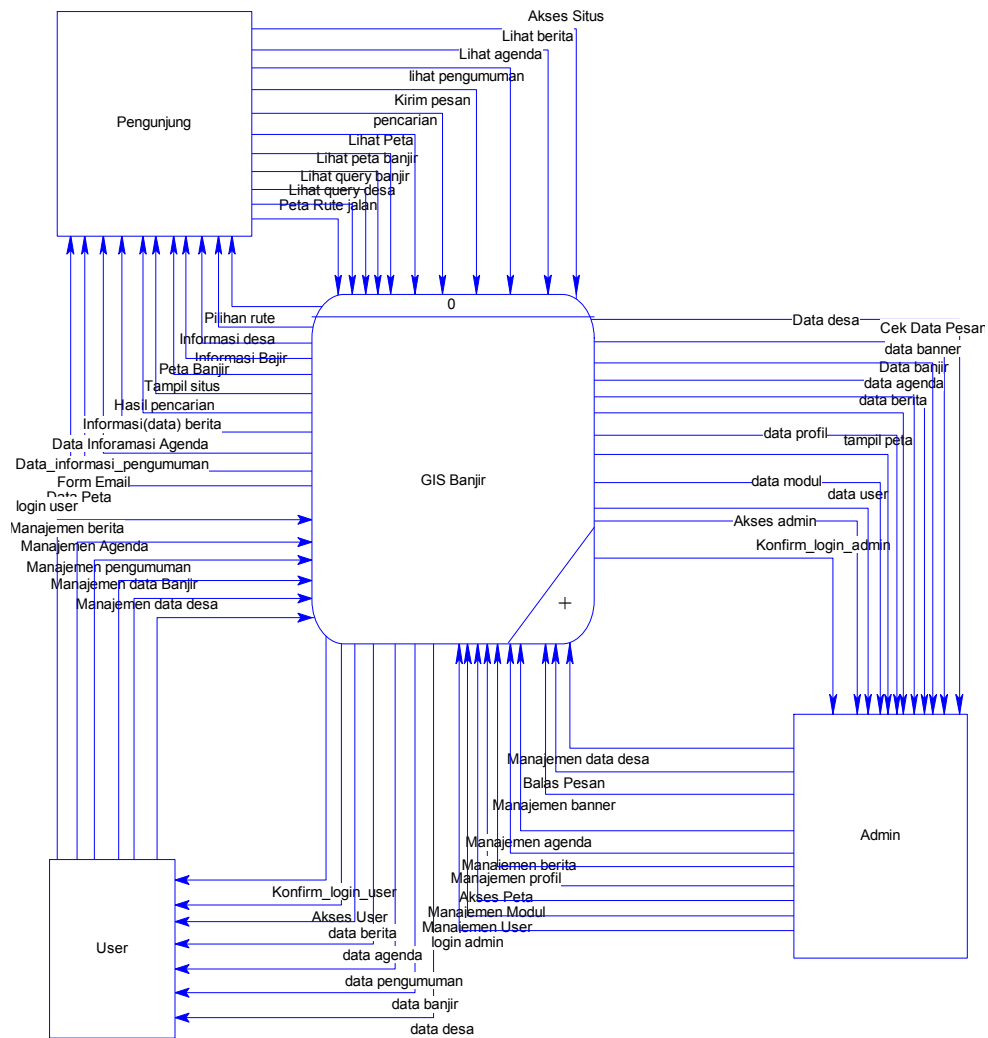 Akses Situs
Lihat berita
Lihat agenda
lihat pengumuman
Kirim pesan
pencarian
Lihat Peta
Lihat peta banjir
Lihat query banjir
Lihat query desa
Peta Rute jalan
Pengunjung
0
Pilihan rute
Informasi desa
Informasi Bajir
Peta Banjir
Tampil situs
Hasil pencarian
Informasi(data) berita
Data Inforamasi Agenda
Data_informasi_pengumuman
Form Email
Data Peta
login user
Manajemen berita
Manajemen Agenda
Manajemen pengumuman
Manajemen data Banjir
Manajemen data desa
GIS Banjir
Data desa
Cek Data Pesan
data banner
Data banjir
data agenda
data berita
data profil
tampil peta
data modul
data user
Akses admin
Konfirm_login_admin
Manajemen data desa
Balas Pesan
Manajemen banner
Manajemen agenda
Manajemen berita
Manajemen profil
Akses Peta
Manajemen Modul
Manajemen User
login admin
Admin
Konfirm_login_user
Akses User
data berita
data agenda
data pengumuman
data banjir
data desa
User